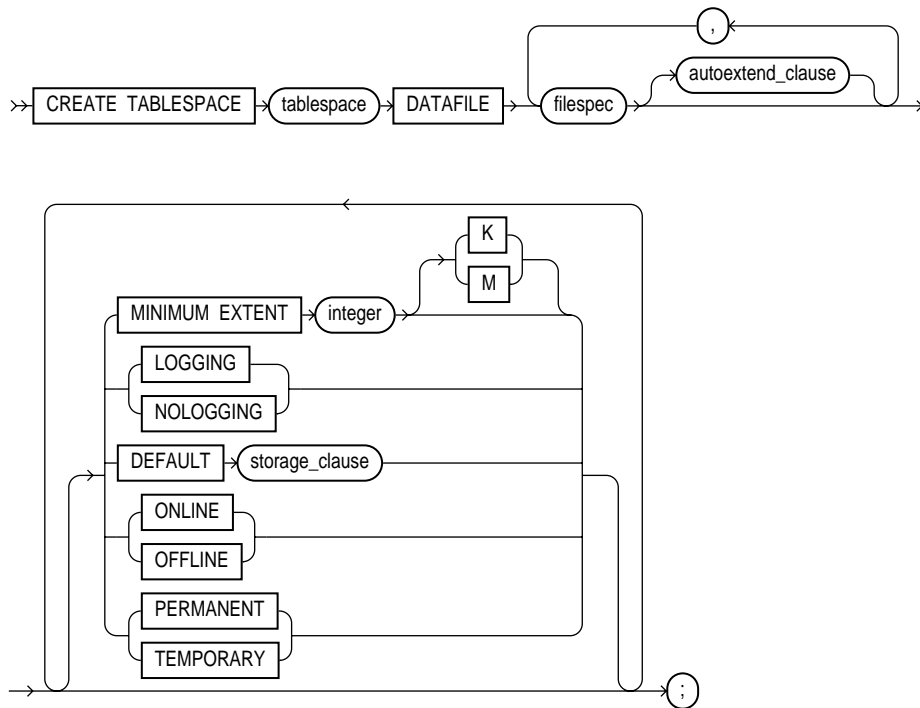 ,
autoextend_clause
CREATE TABLESPACE tablespace DATAFILE filespec
K
M
MINIMUM EXTENT integer
LOGGING
NOLOGGING
DEFAULT storage_clause
ONLINE
OFFLINE
PERMANENT
TEMPORARY
;